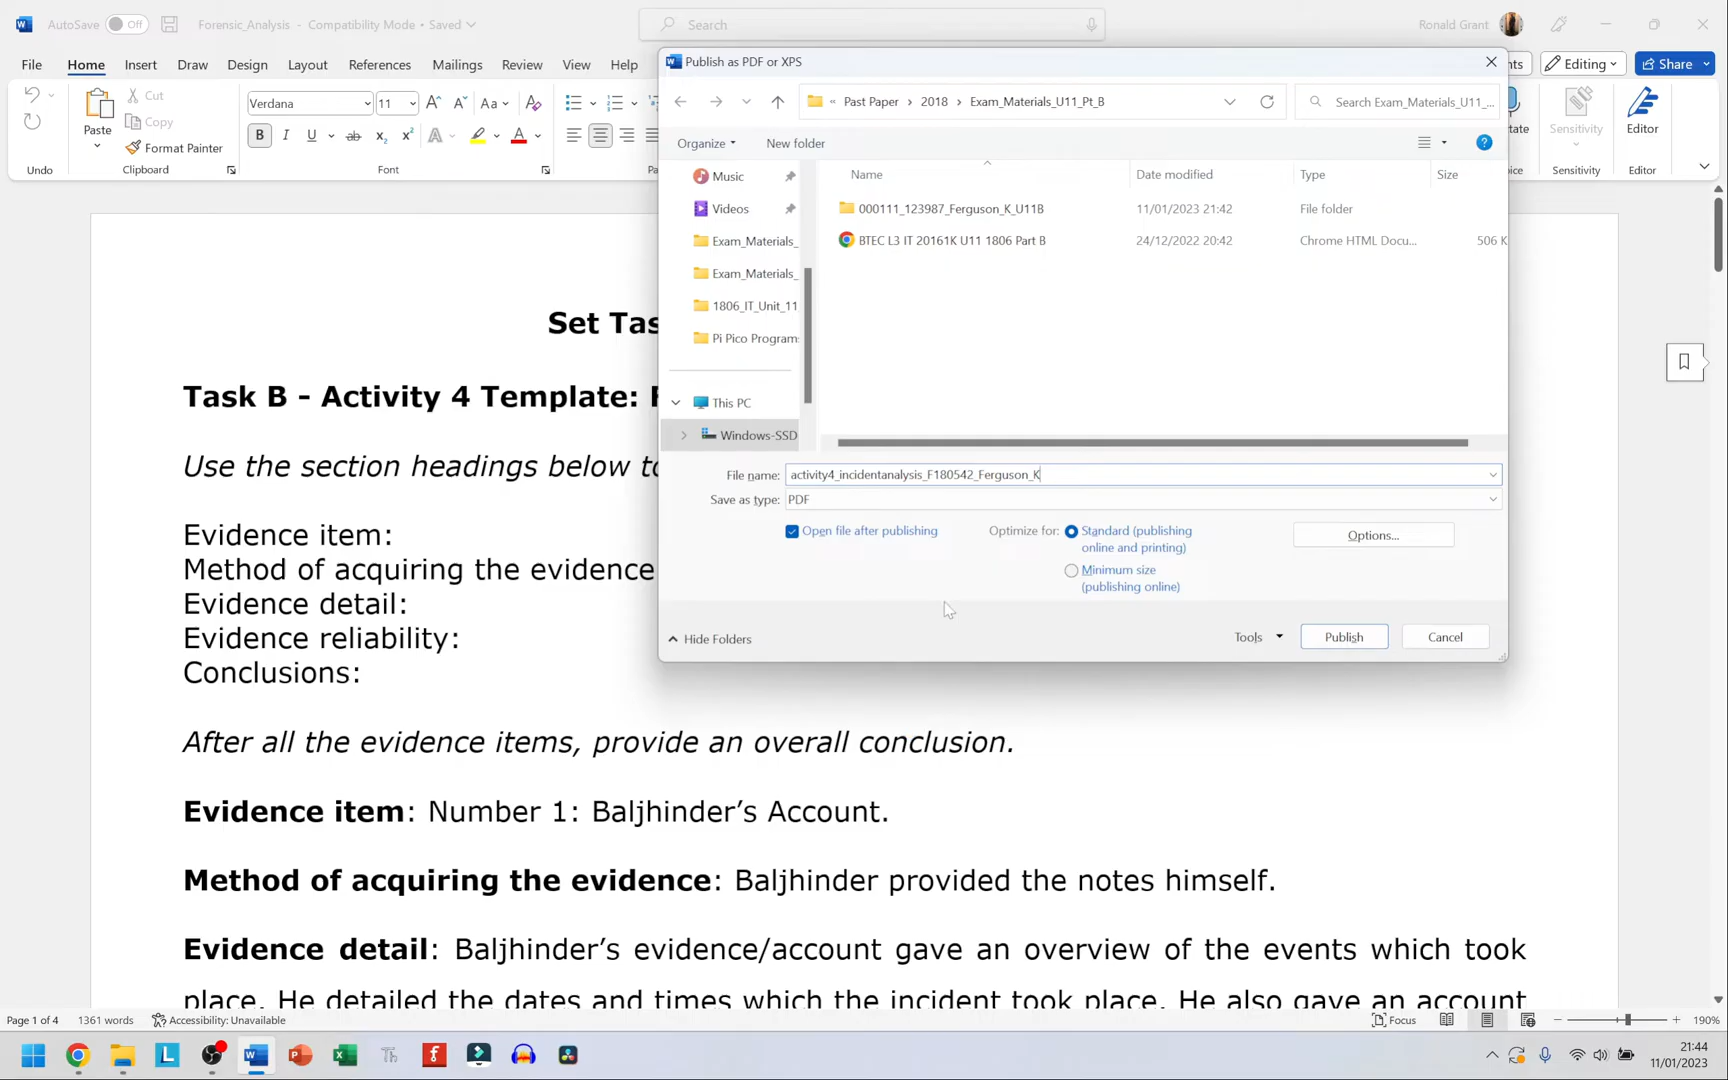 AutoSave Off Forensic_Analysis - Compatibility Mode • Saved Search Ronald Grant
File Home Insert Draw Design Layout References Mailings Review View Help Editing Share
Verdana 11
Paste Cut Copy Format Painter
Sensitivity Editor
Undo Clipboard Font Sensitivity Editor
Publish as PDF or XPS
« Past Paper 2018 Exam_Materials_U11_Pt_B Search Exam_Materials_U11_...
Organize New folder
Name Date modified Type Size
Music
Videos
Exam_Materials_
Exam_Materials_
1806_IT_Unit_11
Pi Pico Program
This PC
Windows-SSD
000111_123987_Ferguson_K_U11B 11/01/2023 21:42 File folder
BTEC L3 IT 20161K U11 1806 Part B 24/12/2022 20:42 Chrome HTML Docu... 506 K
File name: activity4_incidentanalysis_F180542_Ferguson_K
Save as type: PDF
Open file after publishing Optimize for: Standard (publishing online and printing) Options...
Minimum size (publishing online)
Hide Folders Tools Publish Cancel
Set Tas
Task B - Activity 4 Template:
Use the section headings below to
Evidence item:
Method of acquiring the evidence
Evidence detail:
Evidence reliability:
Conclusions:
After all the evidence items, provide an overall conclusion.
Evidence item: Number 1: Baljhinder’s Account.
Method of acquiring the evidence: Baljhinder provided the notes himself.
Evidence detail: Baljhinder’s evidence/account gave an overview of the events which took
place. He detailed the dates and times which the incident took place. He also gave an account
Page 1 of 4 1361 words Accessibility: Unavailable Focus 190%
21:44
11/01/2023